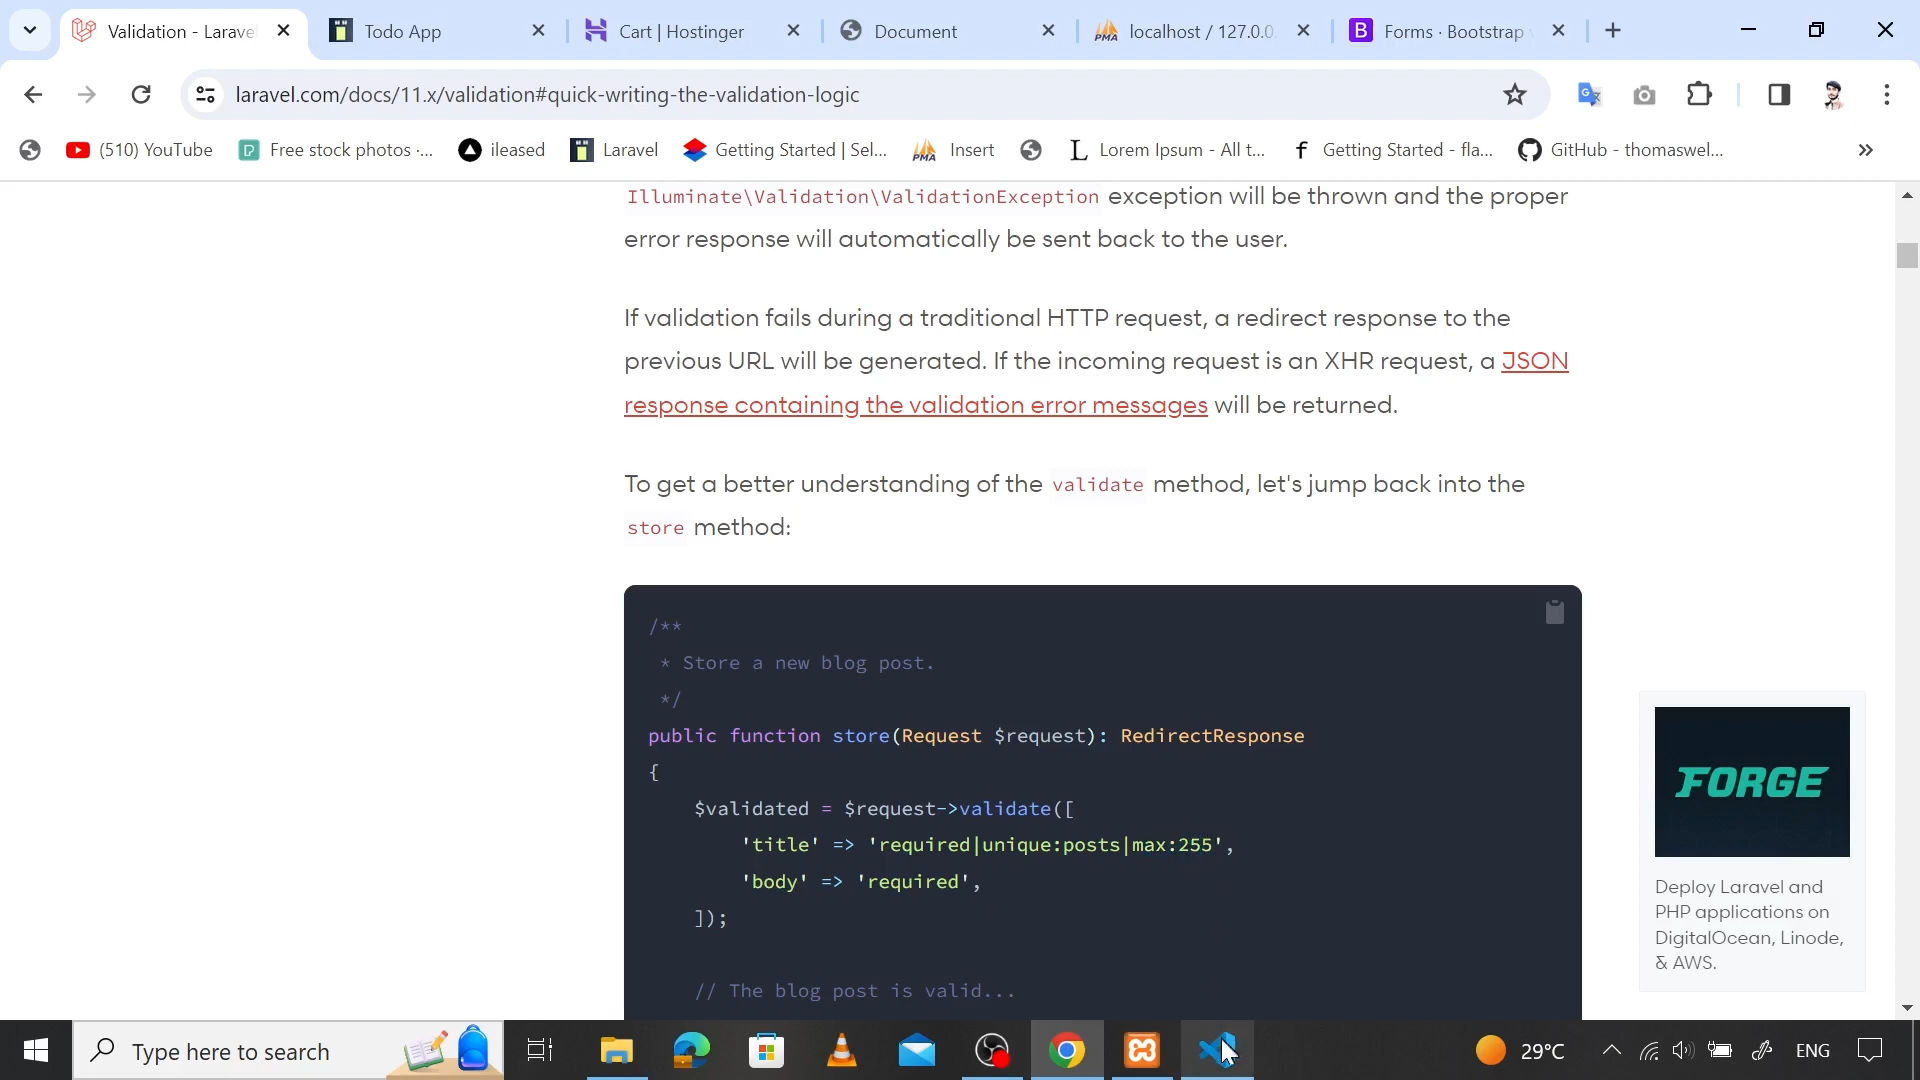 Validation - Laravel
Todo App
Cart | Hostinger
Document
localhost / 127.0.0.
Forms · Bootstrap
laravel.com/docs/11.x/validation#quick-writing-the-validation-logic
(510) YouTube
Free stock photos ·...
ileased
Laravel
Getting Started | Sel...
Insert
Lorem Ipsum - All t...
Getting Started - fla...
GitHub - thomaswel...
Illuminate\Validation\ValidationException exception will be thrown and the proper
error response will automatically be sent back to the user.
If validation fails during a traditional HTTP request, a redirect response to the
previous URL will be generated. If the incoming request is an XHR request, a JSON
response containing the validation error messages will be returned.
To get a better understanding of the validate method, let's jump back into the
store method:
/**
* Store a new blog post.
*/
public function store(Request $request): RedirectResponse
{
$validated = $request->validate([
'title' => 'required|unique:posts|max:255',
'body' => 'required',
]);
// The blog post is valid...
FORGE
Deploy Laravel and
PHP applications on
DigitalOcean, Linode,
& AWS.
Type here to search
29°C
ENG